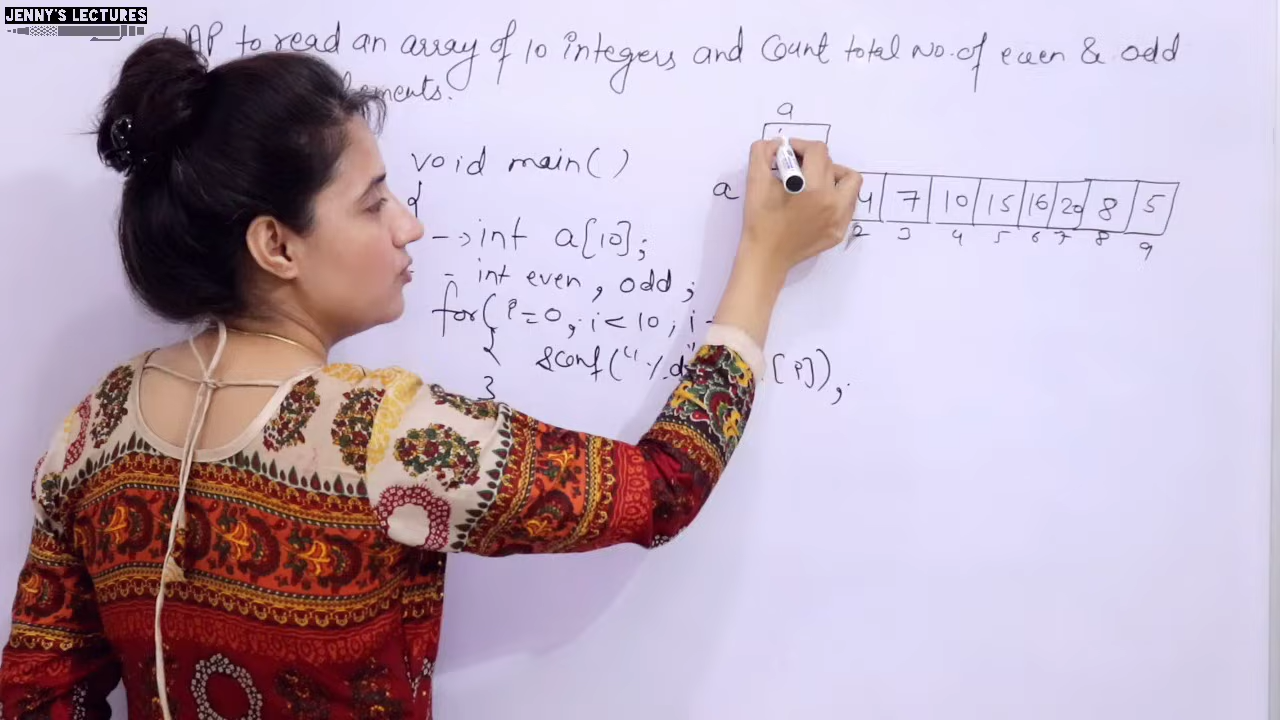 JENNY'S LECTURES
AP to read an array of 10 integers and Count total No. of even & odd
a
void main()
{
a 7 10 15 16 20 8 5
2 3 4 5 6 7 8 9
→ int a[10];
- int even, odd;
for( i=0; i<10; i
{ scanf("%d" [i]);
}